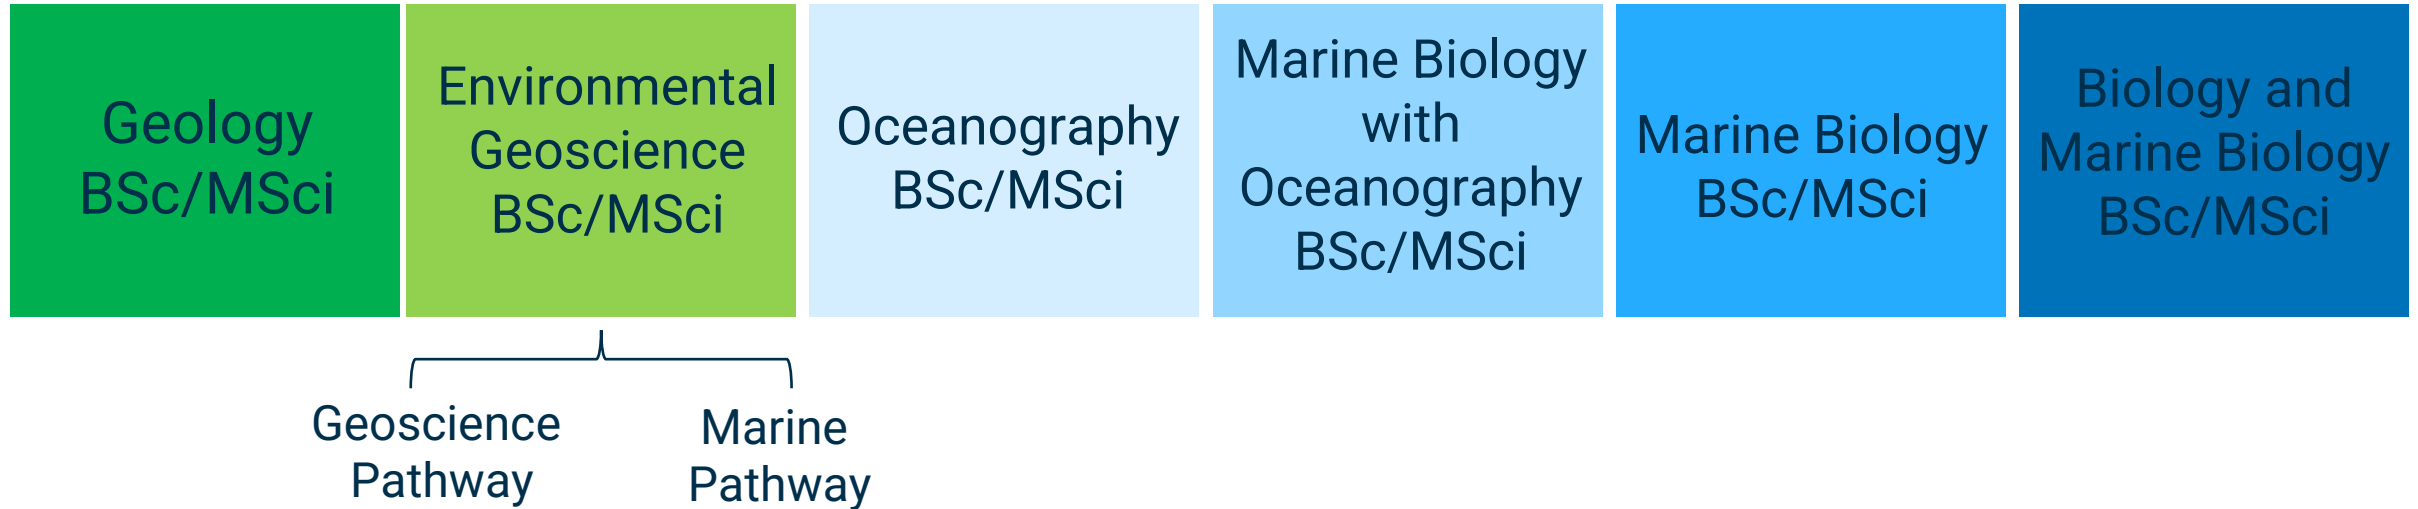 Geology
BSc/MSci
Environmental
Geoscience
BSc/MSci
Oceanography
BSc/MSci
Marine Biology
with
Oceanography
BSc/MSci
Marine Biology
BSc/MSci
Biology and
Marine Biology
BSc/MSci
Geoscience
Pathway
Marine
Pathway